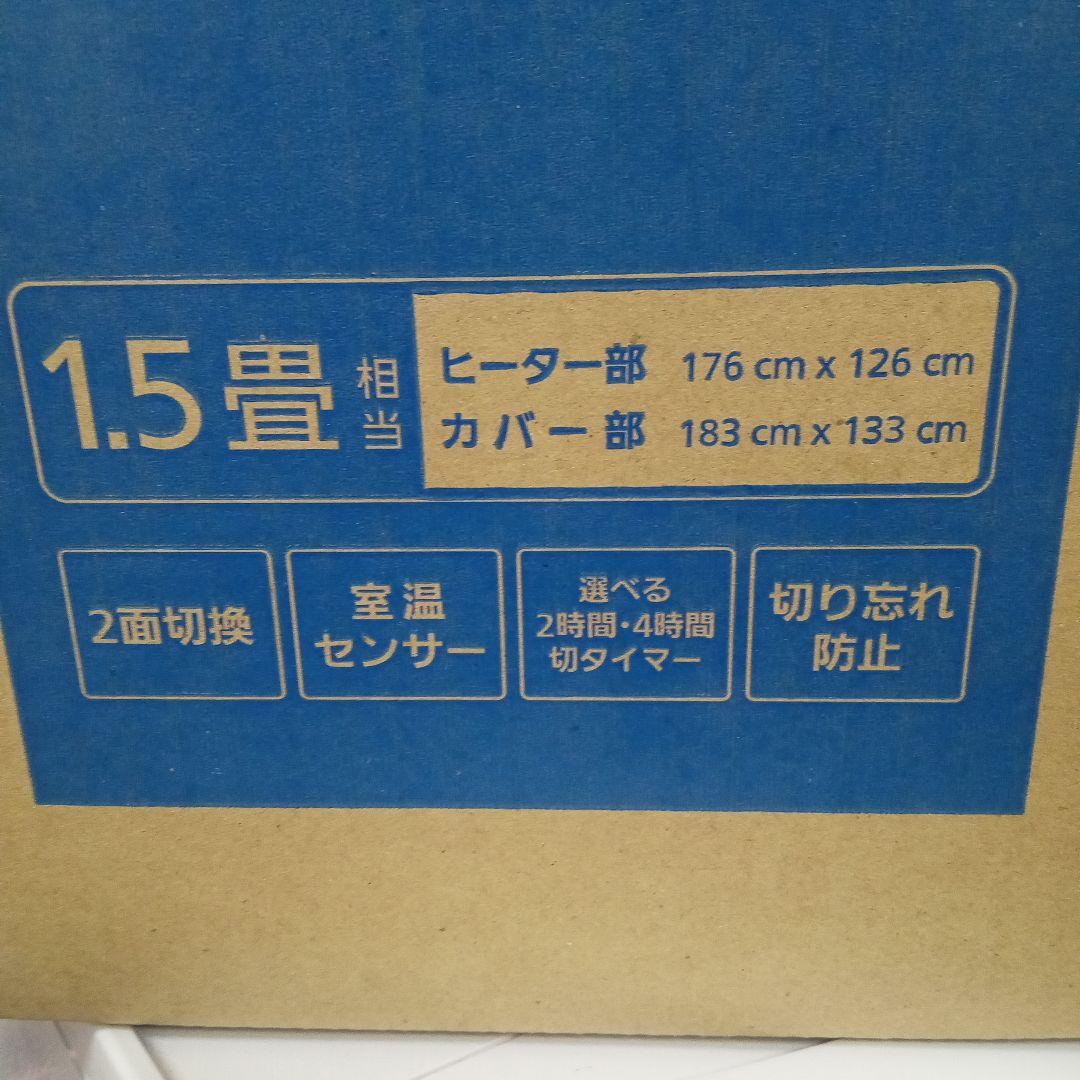 1.5畳相当
ヒーター部 176 cm x 126 cm
カバー部 183 cm x 133 cm
2面切換
室温
センサー
選べる
2時間・4時間
切タイマー
切り忘れ
防止